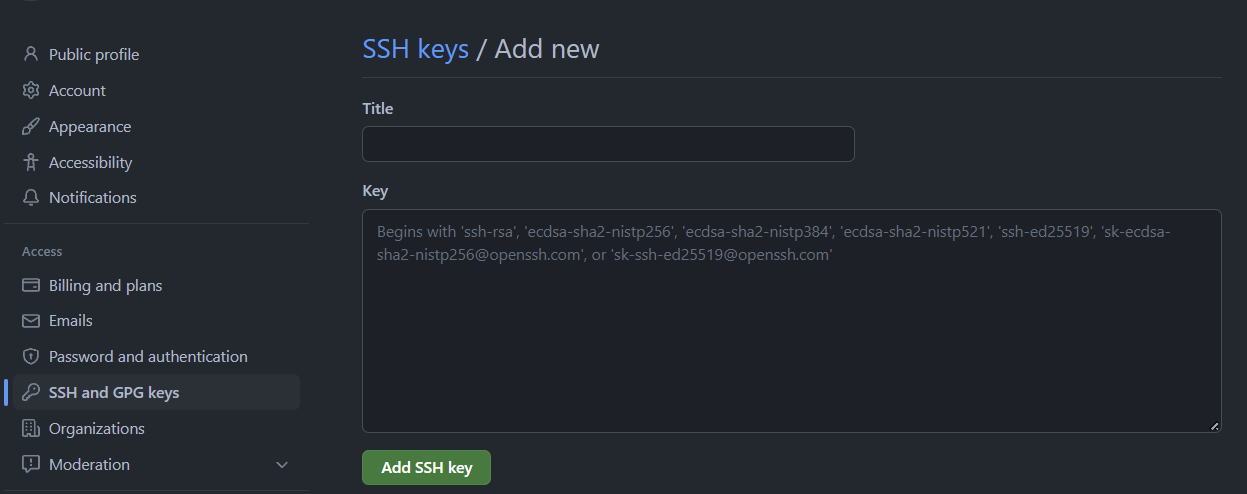 Public profile
Account
Appearance
Accessibility
Notifications
Access
Billing and plans
Emails
Password and authentication
SSH and GPG keys
Organizations
Moderation
SSH keys / Add new
Title
Key
Begins with 'ssh-rsa', 'ecdsa-sha2-nistp256', 'ecdsa-sha2-nistp384', 'ecdsa-sha2-nistp521', 'ssh-ed25519', 'sk-ecdsa-
sha2-nistp256@openssh.com', or 'sk-ssh-ed25519@openssh.com'
Add SSH key